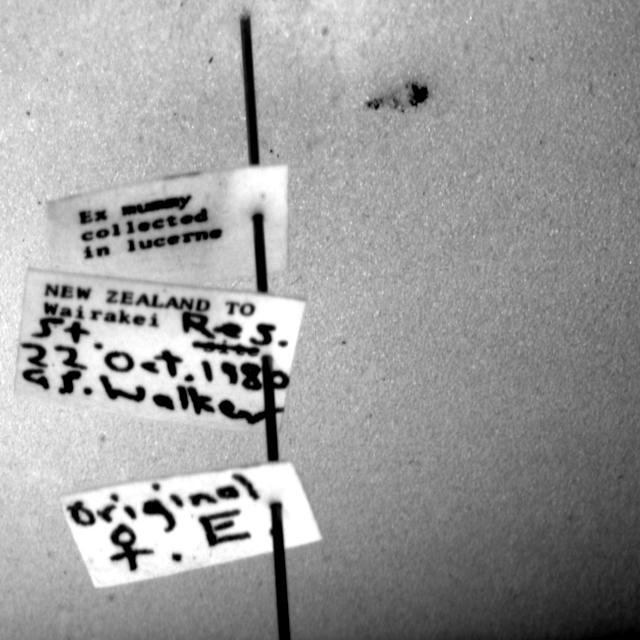 Ex mummy
collected
in lucerne
NEW ZEALAND TO
Wairakei Res.
St.
22. Oct. 1980
Walker
Original
♀. E